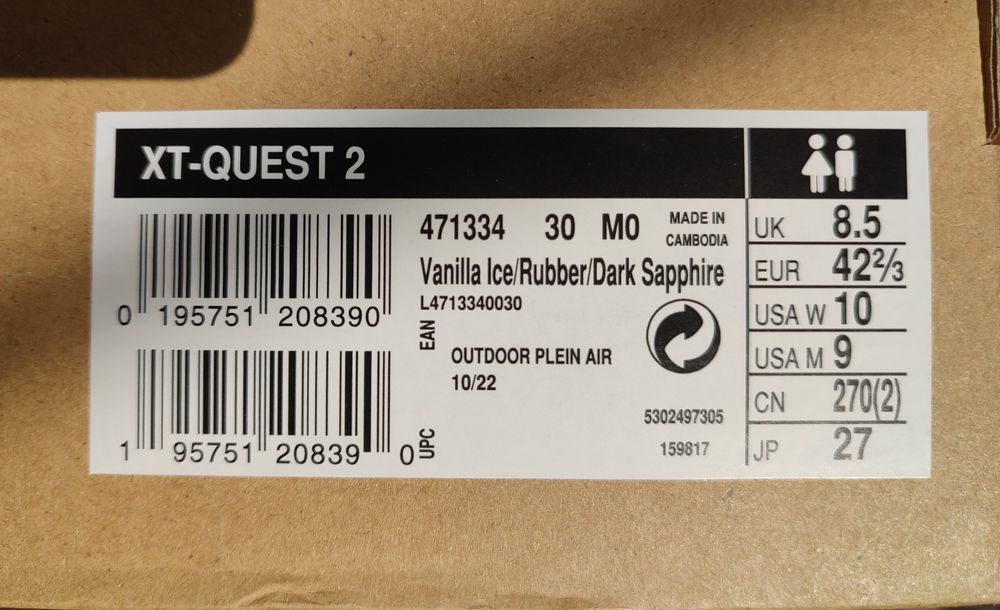 XT-QUEST 2
471334 30 M0
MADE IN
CAMBODIA
Vanilla Ice/Rubber/Dark Sapphire
L4713340030
0 195751 208390
EAN
OUTDOOR PLEIN AIR
10/22
1 95751 20839 0
UPC
5302497305
159817
UK 8.5
EUR 42⅔
USA W 10
USA M 9
CN 270(2)
JP 27